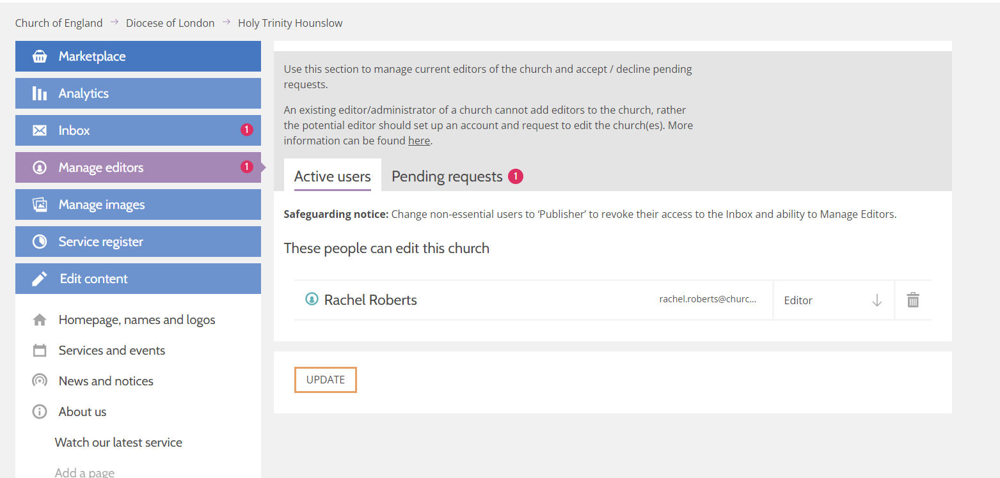 Church of England → Diocese of London → Holy Trinity Hounslow
Marketplace
Analytics
Inbox 1
Manage editors 1
Manage images
Service register
Edit content
Homepage, names and logos
Services and events
News and notices
About us
Watch our latest service
Add a page
Use this section to manage current editors of the church and accept / decline pending
requests.
An existing editor/administrator of a church cannot add editors to the church, rather
the potential editor should set up an account and request to edit the church(es). More
information can be found here.
Active users Pending requests 1
Safeguarding notice: Change non-essential users to ‘Publisher’ to revoke their access to the Inbox and ability to Manage Editors.
These people can edit this church
Rachel Roberts rachel.roberts@churc... Editor
UPDATE